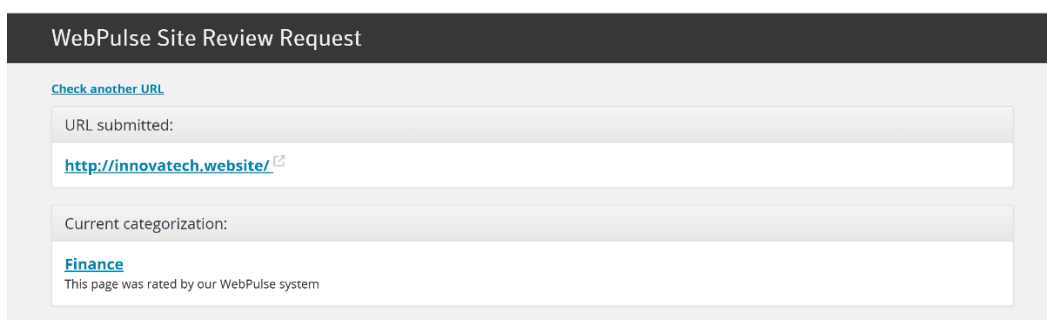 WebPulse Site Review Request
Check another URL
URL submitted:
http://innovatech.website/
Current categorization:
Finance
This page was rated by our WebPulse system